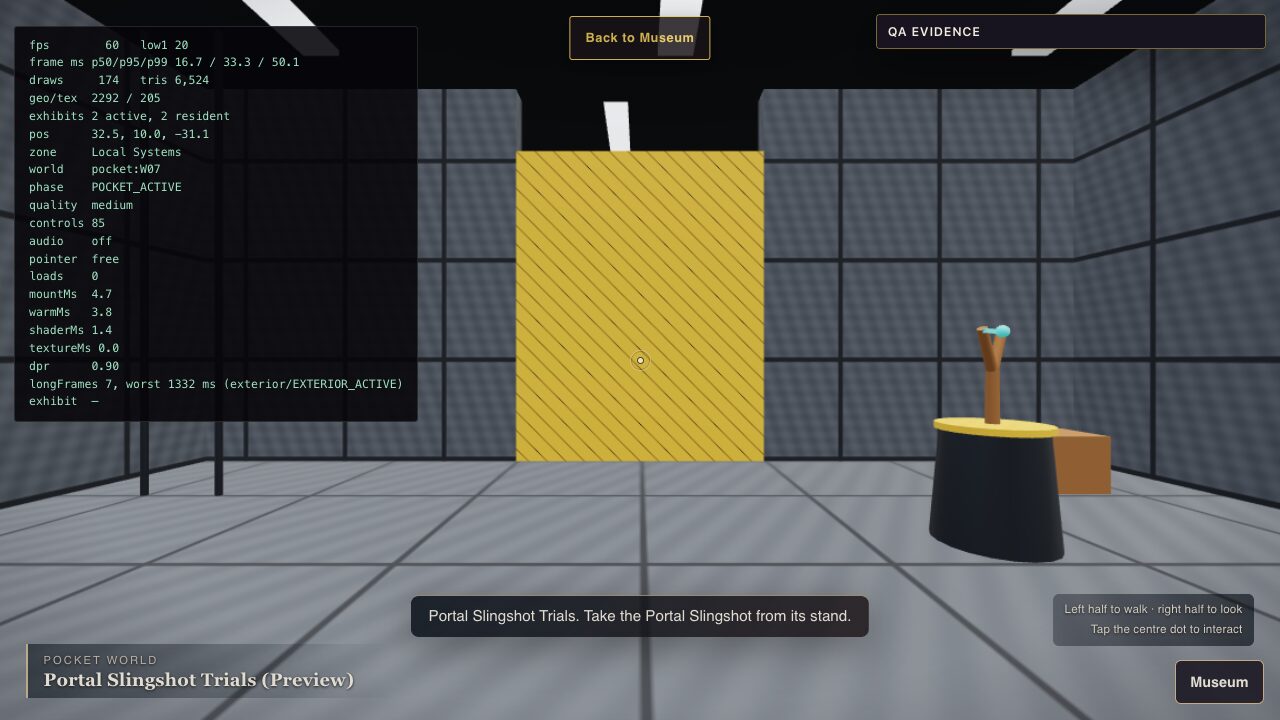 fps 60 low1 20
frame ms p50/p95/p99 16.7 / 33.3 / 50.1
draws 174 tris 6,524
geo/tex 2292 / 205
exhibits 2 active, 2 resident
pos 32.5, 10.0, −31.1
zone Local Systems
world pocket:W07
phase POCKET_ACTIVE
quality medium
controls 85
audio off
pointer free
loads 0
mountMs 4.7
warmMs 3.8
shaderMs 1.4
textureMs 0.0
dpr 0.90
longFrames 7, worst 1332 ms (exterior/EXTERIOR_ACTIVE)
exhibit —
Back to Museum
QA EVIDENCE
Portal Slingshot Trials. Take the Portal Slingshot from its stand.
Left half to walk · right half to look
Tap the centre dot to interact
POCKET WORLD
Portal Slingshot Trials (Preview)
Museum